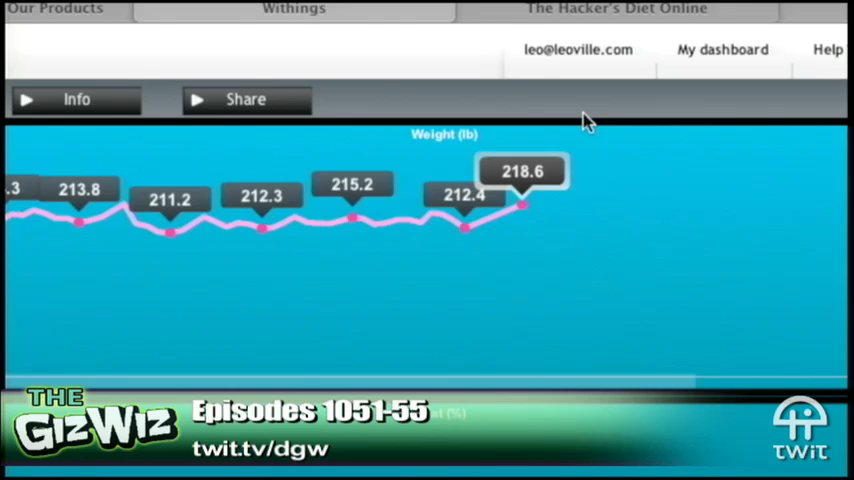 Our Products
Withings
The Hacker's Diet Online
leo@leoville.com
My dashboard
Help
Info
Share
Weight (lb)
.3
213.8
211.2
212.3
215.2
212.4
218.6
THE
GIZWIZ
Episodes 1051-55
twit.tv/dgw
(%)
TWiT